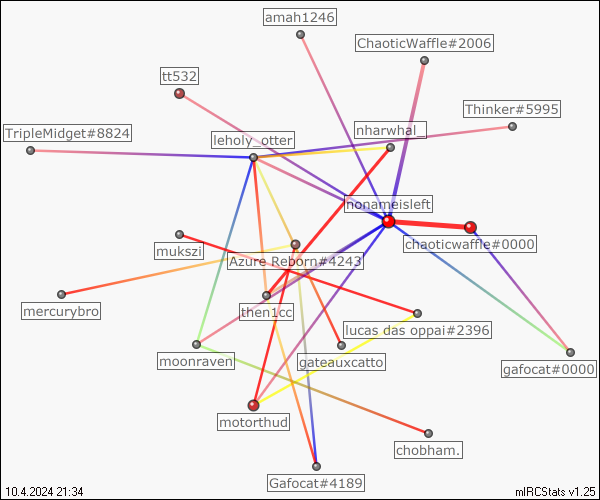 amah1246
ChaoticWaffle#2006
tt532
Thinker#5995
TripleMidget#8824
nharwhal_
leholy_otter
nonameisleft
chaoticwaffle#0000
mukszi
Azure Reborn#4243
mercurybro
then1cc
lucas das oppai#2396
moonraven
gateauxcatto
gafocat#0000
motorthud
chobham.
Gafocat#4189
10.4.2024 21:34
mIRCStats v1.25